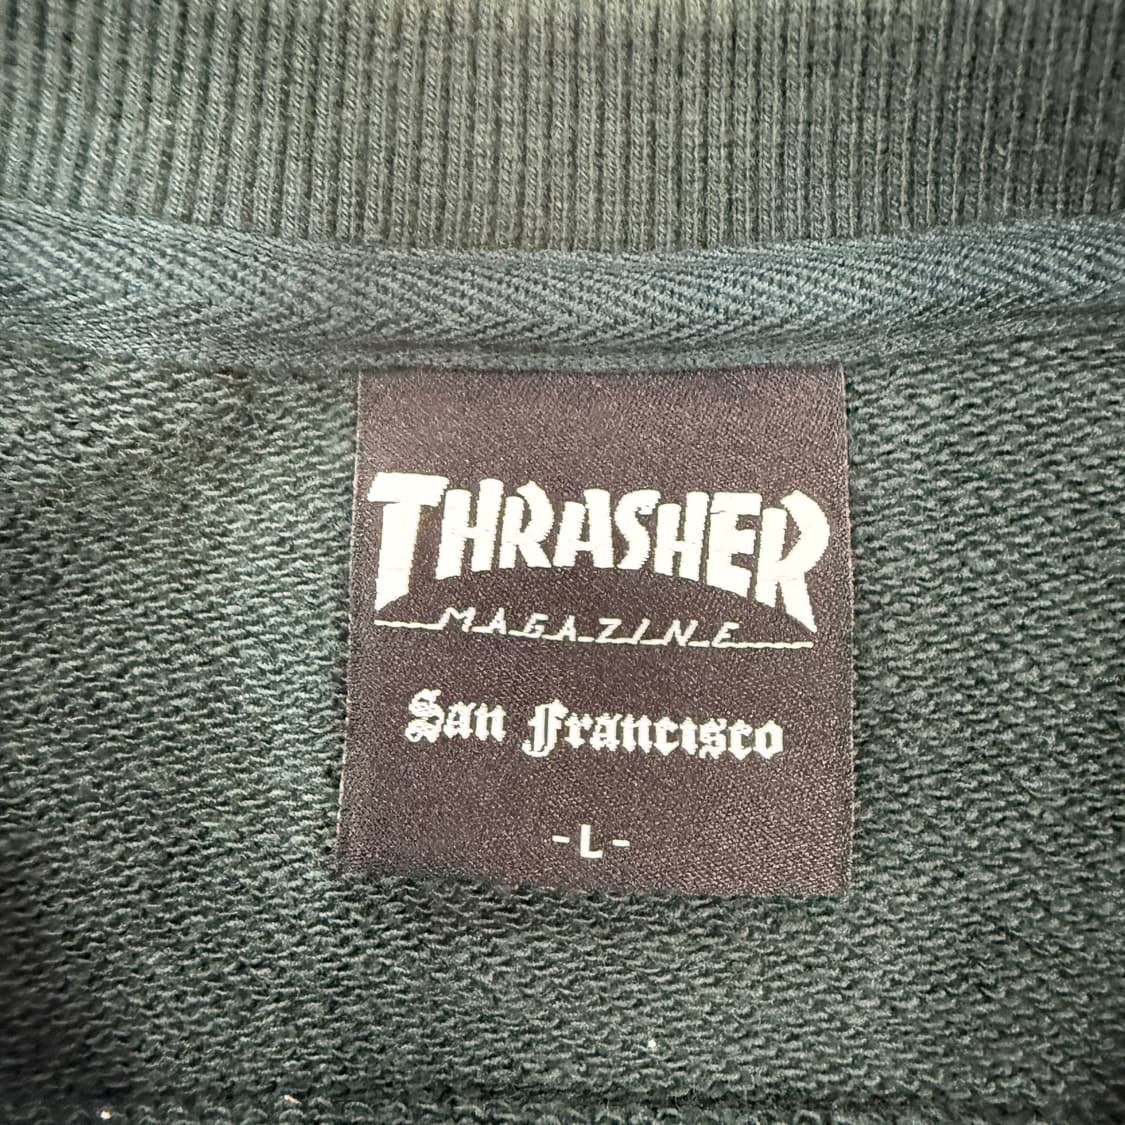 THRASHER
MAGAZINE
San Francisco
-L-